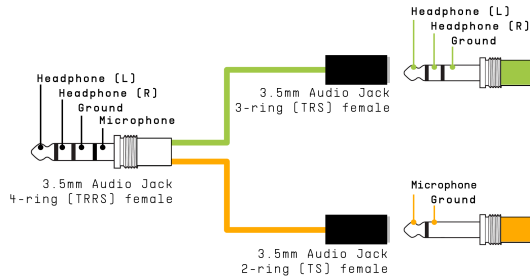 Headphone (L)
Headphone (R)
Ground
Microphone
3.5mm Audio Jack
4-ring (TRRS) female
3.5mm Audio Jack
3-ring (TRS) female
Headphone (L)
Headphone (R)
Ground
3.5mm Audio Jack
2-ring (TS) female
Microphone
Ground